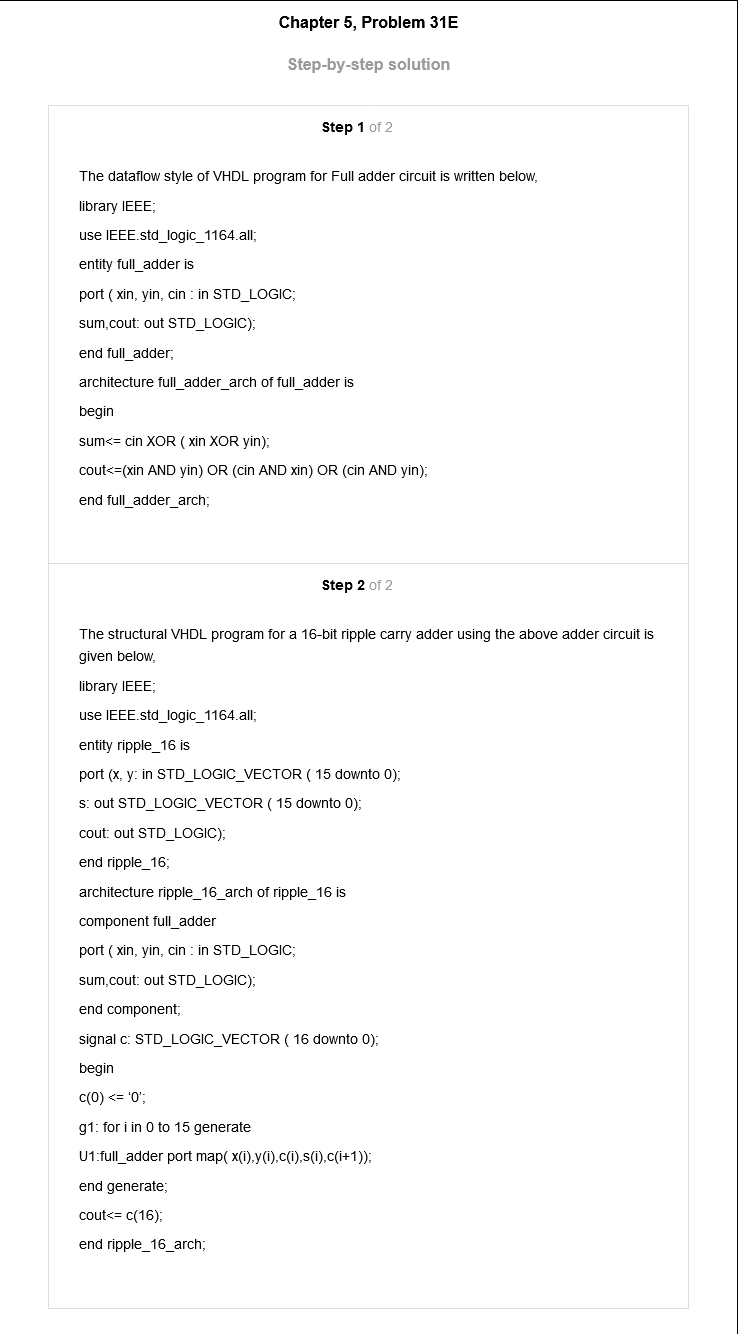 Chapter 5, Problem 31E
Step-by-step solution
Step 1 of 2
The dataflow style of VHDL program for Full adder circuit is written below,
library IEEE;
use IEEE.std_logic_1164.all;
entity full_adder is
port ( xin, yin, cin : in STD_LOGIC;
sum,cout: out STD_LOGIC);
end full_adder;
architecture full_adder_arch of full_adder is
begin
sum<= cin XOR ( xin XOR yin);
cout<=(xin AND yin) OR (cin AND xin) OR (cin AND yin);
end full_adder_arch;
Step 2 of 2
The structural VHDL program for a 16-bit ripple carry adder using the above adder circuit is
given below,
library IEEE;
use IEEE.std_logic_1164.all;
entity ripple_16 is
port (x, y: in STD_LOGIC_VECTOR ( 15 downto 0);
s: out STD_LOGIC_VECTOR ( 15 downto 0);
cout: out STD_LOGIC);
end ripple_16;
architecture ripple_16_arch of ripple_16 is
component full_adder
port ( xin, yin, cin : in STD_LOGIC;
sum,cout: out STD_LOGIC);
end component;
signal c: STD_LOGIC_VECTOR ( 16 downto 0);
begin
c(0) <= ‘0’;
g1: for i in 0 to 15 generate
U1:full_adder port map( x(i),y(i),c(i),s(i),c(i+1));
end generate;
cout<= c(16);
end ripple_16_arch;